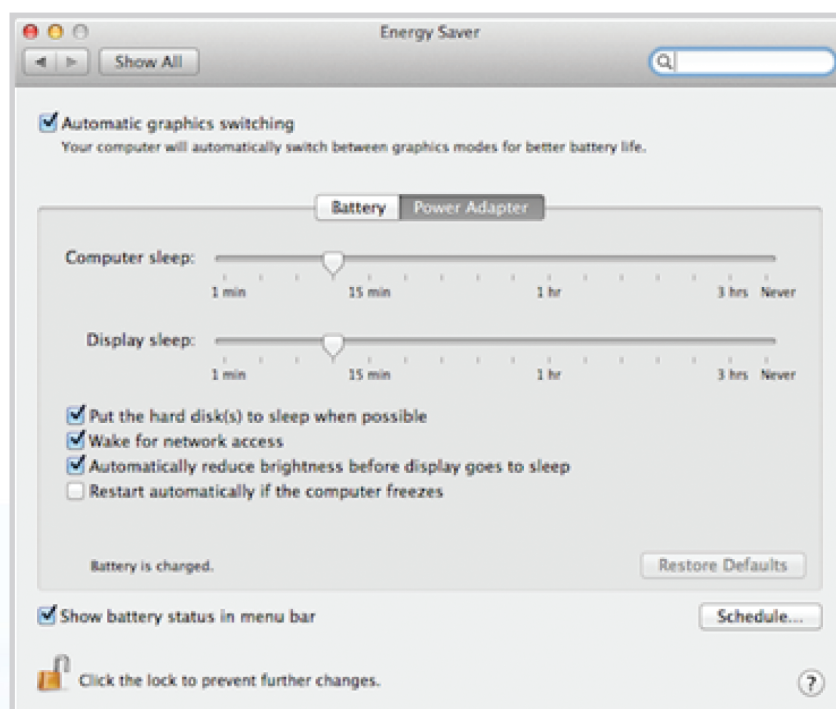 Energy Saver
Show All
Automatic graphics switching
Your computer will automatically switch between graphics modes for better battery life.
Battery Power Adapter
Computer sleep:
1 min 15 min 1 hr 3 hrs Never
Display sleep:
1 min 15 min 1 hr 3 hrs Never
Put the hard disk(s) to sleep when possible
Wake for network access
Automatically reduce brightness before display goes to sleep
Restart automatically if the computer freezes
Battery is charged. Restore Defaults
Show battery status in menu bar Schedule...
Click the lock to prevent further changes. ?